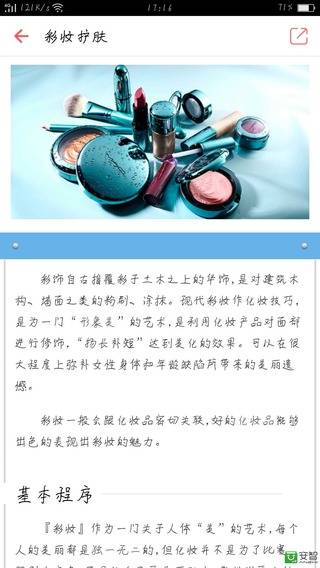 121K/s
17:16
71%
彩妆护肤
彩饰自古指覆彩于土木之上的华饰,是对建筑木
构、墙面之类的粉刷、涂抹。现代彩妆作化妆技巧,
是为一门“形象美”的艺术,是利用化妆产品对面部
进行修饰,“扬长补短”达到美化的效果。可以在很
大程度上弥补女性身体和年龄缺陷所带来的美丽遗
憾。
彩妆一般会跟化妆品密切关联,好的化妆品能够
出色的表现出彩妆的魅力。
基本程序
『彩妆』作为一门关于人体“美”的艺术,每个
人的美丽都是独一无二的,但化妆并不是为了比赛
安智